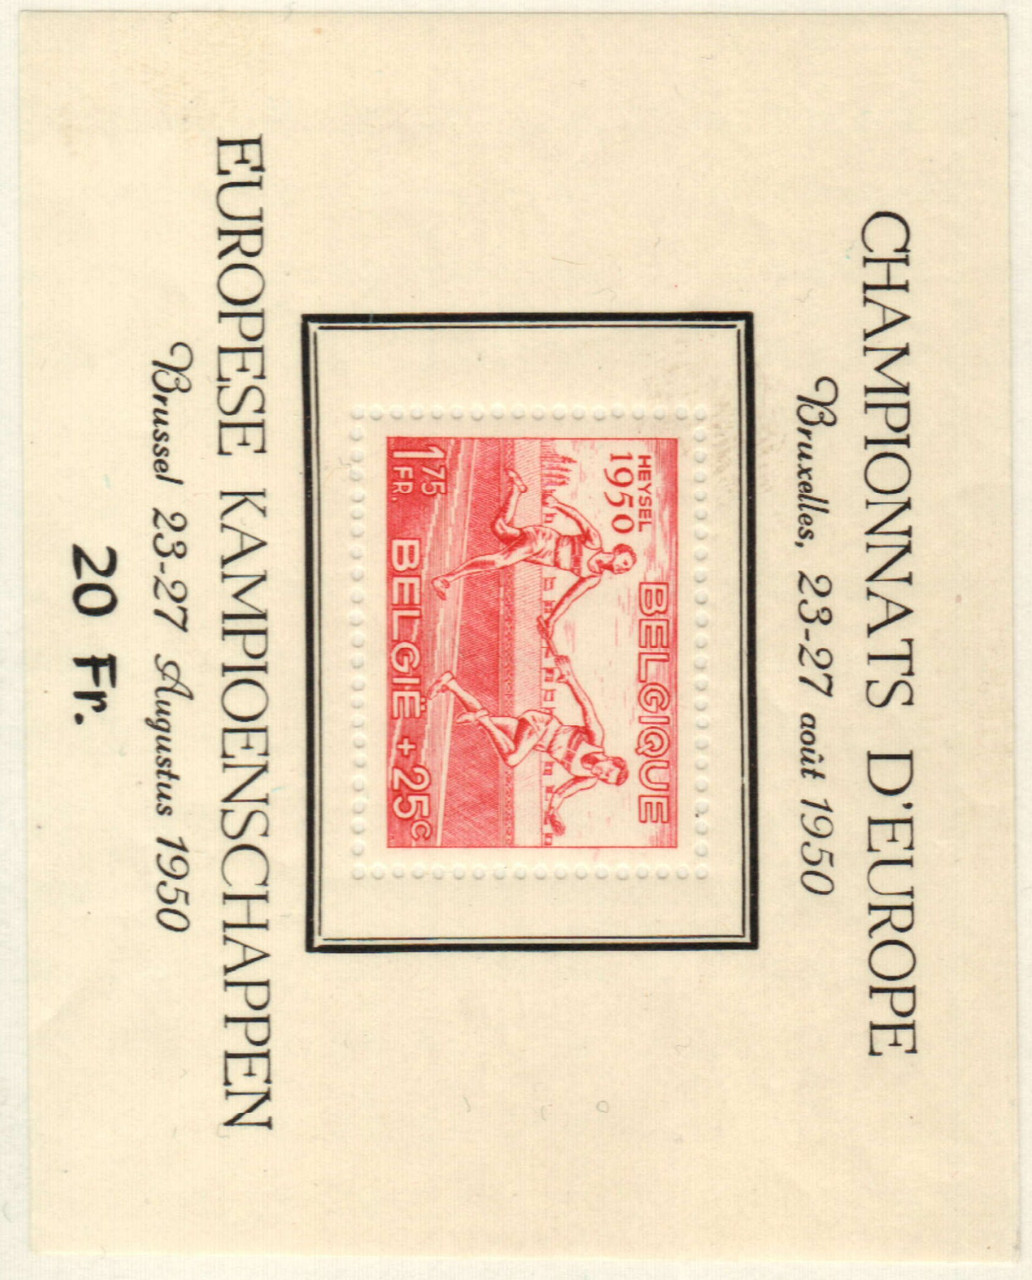 CHAMPIONNATS D'EUROPE
Bruxelles, 23-27 août 1950
HEYSEL
1950
BELGIQUE
1 75 FR.
BELGIË + 25 C
EUROPESE KAMPIOENSCHAPPEN
Brussel 23-27 Augustus 1950
20 Fr.